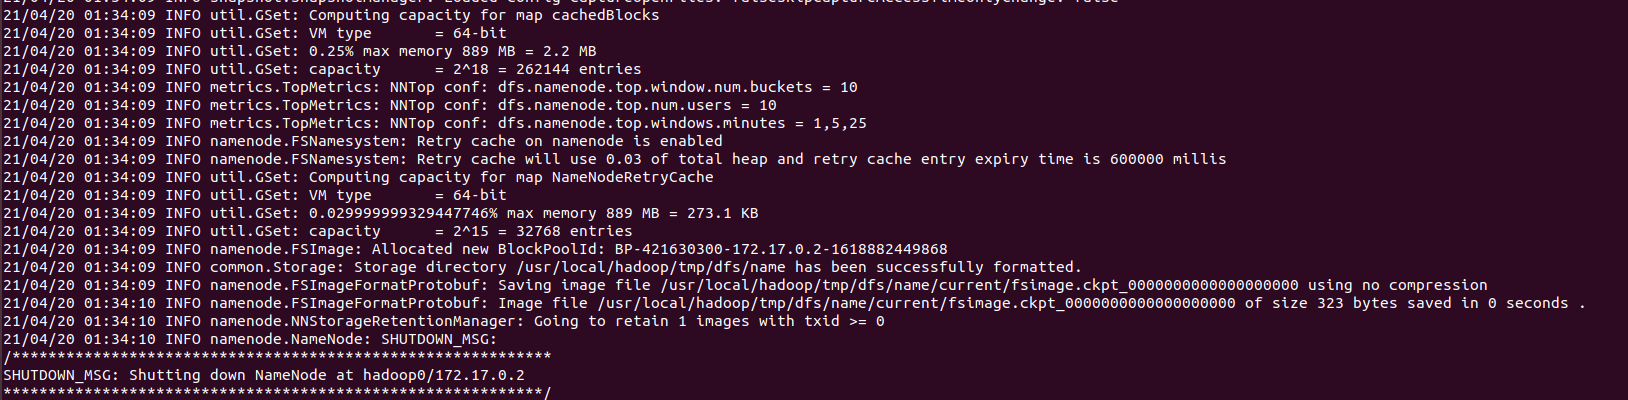 21/04/20 01:34:09 INFO snapshot.SnapshotManager: Loaded config captureOpenFiles: falseskipCaptureAccessTimeOnlyChange: false
21/04/20 01:34:09 INFO util.GSet: Computing capacity for map cachedBlocks
21/04/20 01:34:09 INFO util.GSet: VM type       = 64-bit
21/04/20 01:34:09 INFO util.GSet: 0.25% max memory 889 MB = 2.2 MB
21/04/20 01:34:09 INFO util.GSet: capacity      = 2^18 = 262144 entries
21/04/20 01:34:09 INFO metrics.TopMetrics: NNTop conf: dfs.namenode.top.window.num.buckets = 10
21/04/20 01:34:09 INFO metrics.TopMetrics: NNTop conf: dfs.namenode.top.num.users = 10
21/04/20 01:34:09 INFO metrics.TopMetrics: NNTop conf: dfs.namenode.top.windows.minutes = 1,5,25
21/04/20 01:34:09 INFO namenode.FSNamesystem: Retry cache on namenode is enabled
21/04/20 01:34:09 INFO namenode.FSNamesystem: Retry cache will use 0.03 of total heap and retry cache entry expiry time is 600000 millis
21/04/20 01:34:09 INFO util.GSet: Computing capacity for map NameNodeRetryCache
21/04/20 01:34:09 INFO util.GSet: VM type       = 64-bit
21/04/20 01:34:09 INFO util.GSet: 0.029999999329447746% max memory 889 MB = 273.1 KB
21/04/20 01:34:09 INFO util.GSet: capacity      = 2^15 = 32768 entries
21/04/20 01:34:09 INFO namenode.FSImage: Allocated new BlockPoolId: BP-421630300-172.17.0.2-1618882449868
21/04/20 01:34:09 INFO common.Storage: Storage directory /usr/local/hadoop/tmp/dfs/name has been successfully formatted.
21/04/20 01:34:09 INFO namenode.FSImageFormatProtobuf: Saving image file /usr/local/hadoop/tmp/dfs/name/current/fsimage.ckpt_0000000000000000000 using no compression
21/04/20 01:34:10 INFO namenode.FSImageFormatProtobuf: Image file /usr/local/hadoop/tmp/dfs/name/current/fsimage.ckpt_0000000000000000000 of size 323 bytes saved in 0 seconds .
21/04/20 01:34:10 INFO namenode.NNStorageRetentionManager: Going to retain 1 images with txid >= 0
21/04/20 01:34:10 INFO namenode.NameNode: SHUTDOWN_MSG:
/************************************************************
SHUTDOWN_MSG: Shutting down NameNode at hadoop0/172.17.0.2
************************************************************/